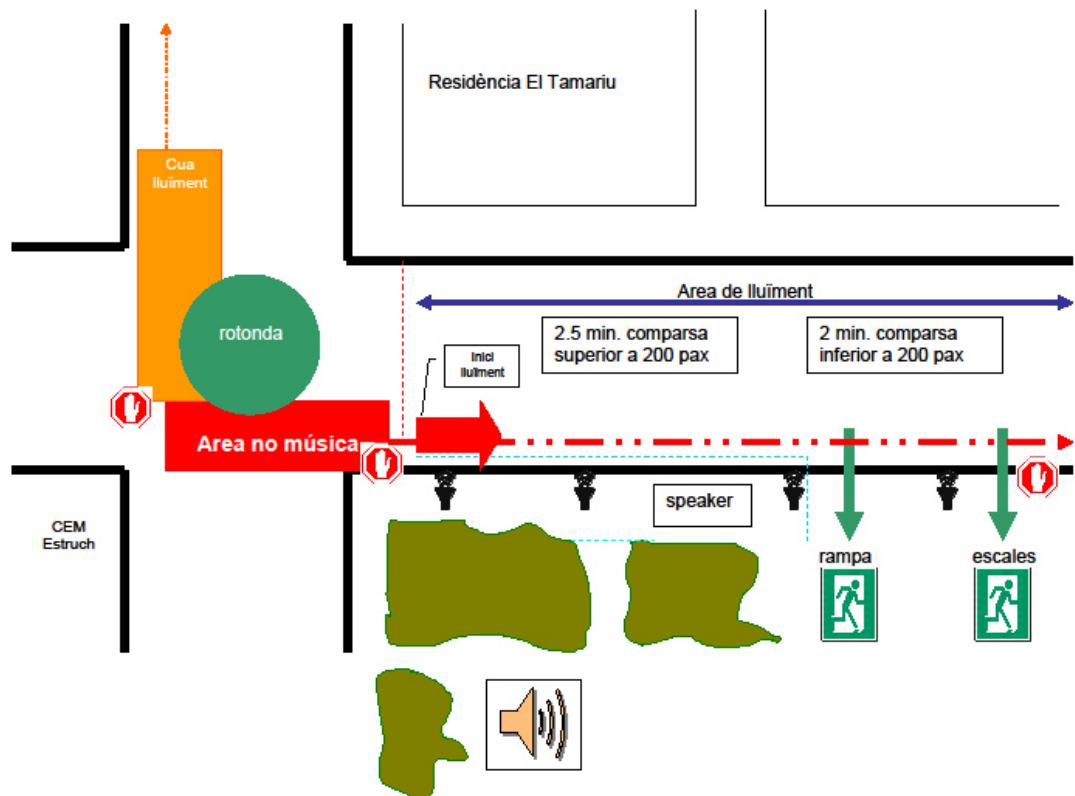 Residència El Tamariu
Cua
lluïment
rotonda
Area de lluïment
2.5 min. comparsa
superior a 200 pax
2 min. comparsa
inferior a 200 pax
Inici
lluïment
Area no música
speaker
CEM
Estruch
rampa
escales